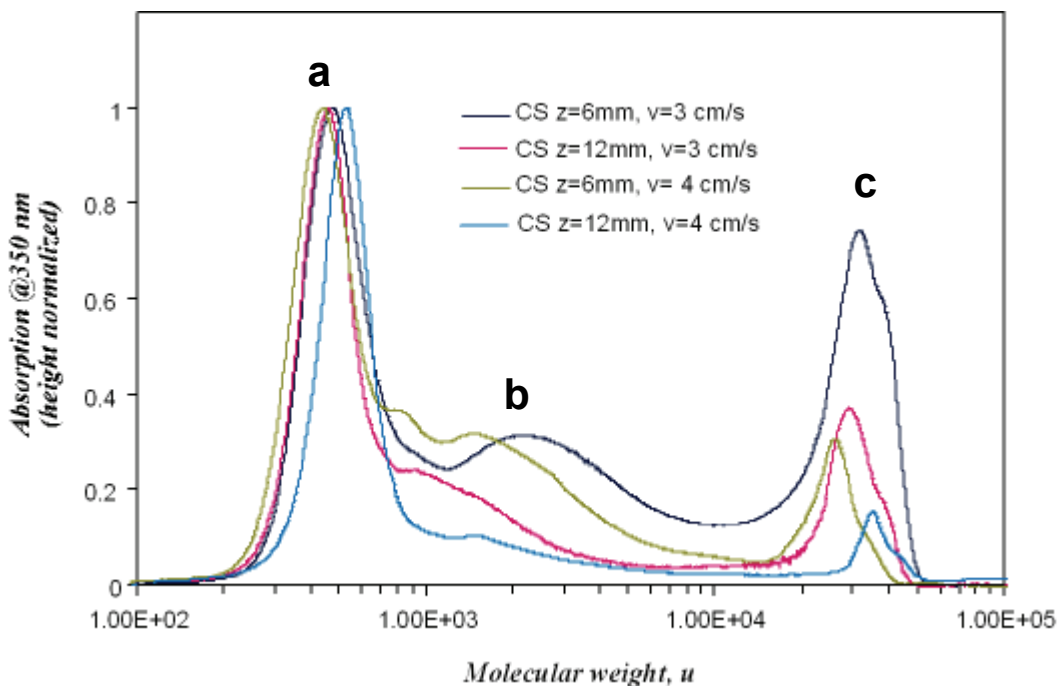 a
b
c
CS z=6mm, v=3 cm/s
CS z=12mm, v=3 cm/s
CS z=6mm, v= 4 cm/s
CS z=12mm, v=4 cm/s
Absorption @350 nm
(height normalized)
1
0.8
0.6
0.4
0.2
0
1.00E+02
1.00E+03
1.00E+04
1.00E+05
Molecular weight, u